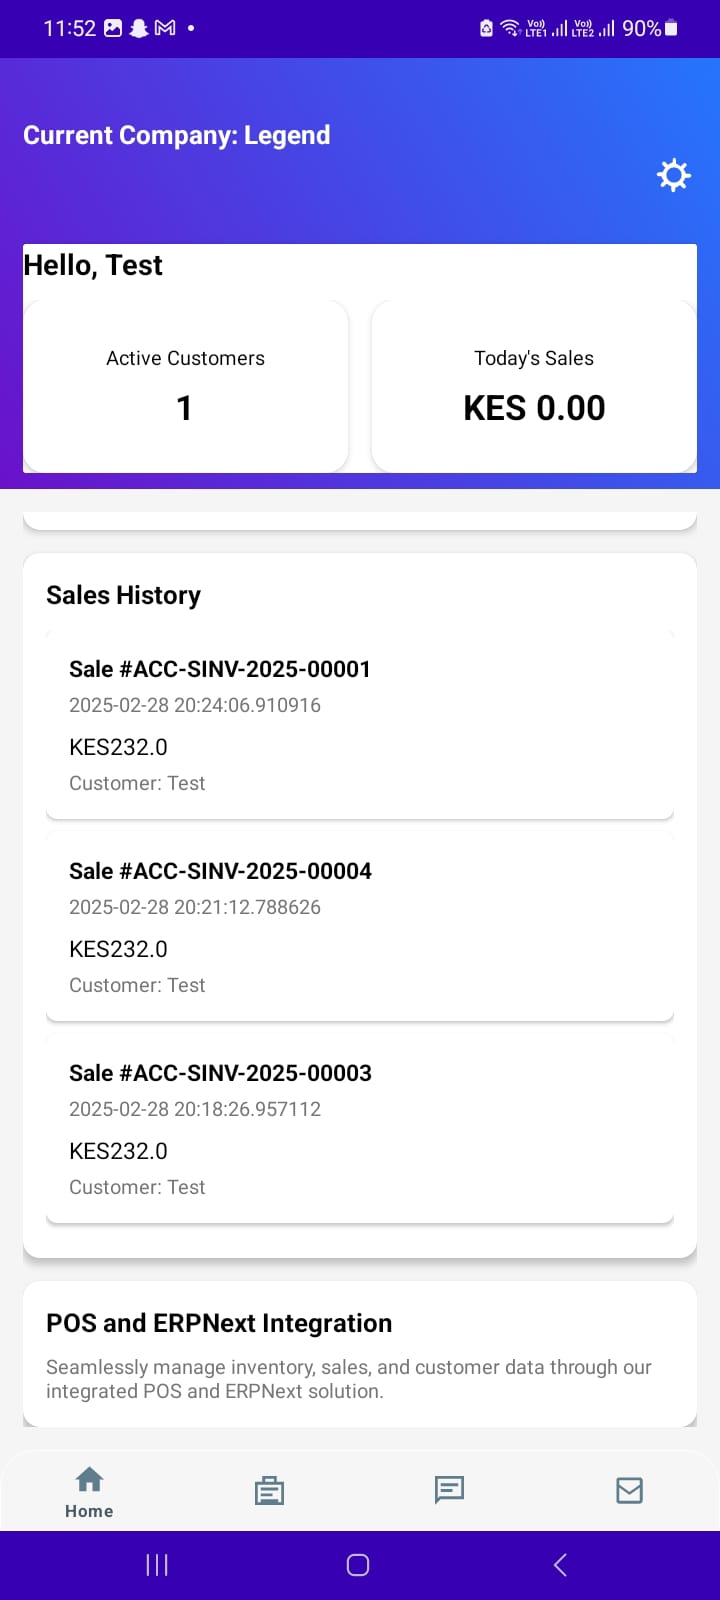 11:52
Vo)) LTE1 Vo)) LTE2 90%
Current Company: Legend
Hello, Test
Active Customers
1
Today's Sales
KES 0.00
Sales History
Sale #ACC-SINV-2025-00001
2025-02-28 20:24:06.910916
KES232.0
Customer: Test
Sale #ACC-SINV-2025-00004
2025-02-28 20:21:12.788626
KES232.0
Customer: Test
Sale #ACC-SINV-2025-00003
2025-02-28 20:18:26.957112
KES232.0
Customer: Test
POS and ERPNext Integration
Seamlessly manage inventory, sales, and customer data through our
integrated POS and ERPNext solution.
Home